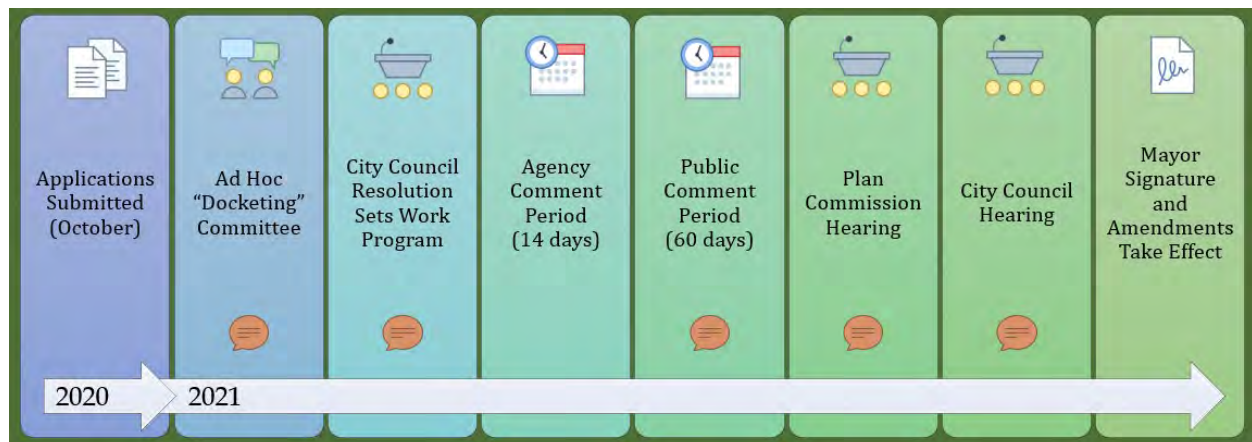 Applications
Submitted
(October)
Ad Hoc
“Docketing”
Committee
City Council
Resolution
Sets Work
Program
Agency
Comment
Period
(14 days)
Public
Comment
Period
(60 days)
Plan
Commission
Hearing
City Council
Hearing
Mayor
Signature
and
Amendments
Take Effect
2020
2021